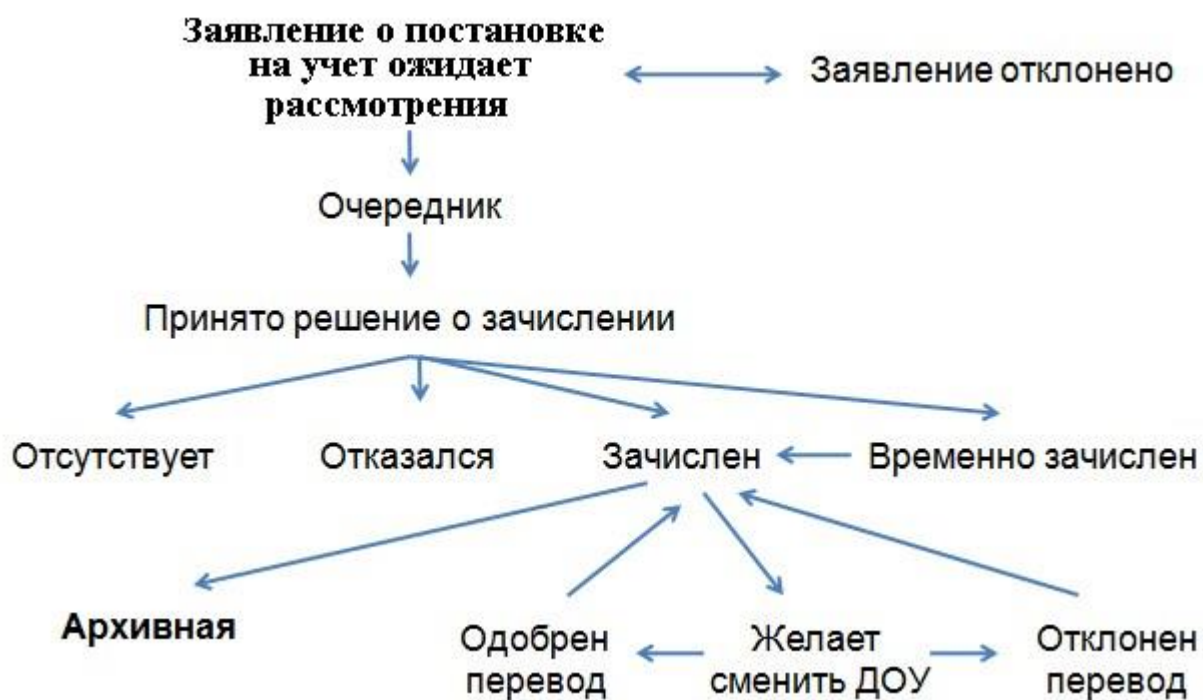 Заявление о постановке
на учет ожидает
рассмотрения
Заявление отклонено
Очередник
Принято решение о зачислении
Отсутствует
Отказался
Зачислен
Временно зачислен
Архивная
Одобрен
перевод
Желает
сменить ДОУ
Отклонен
перевод